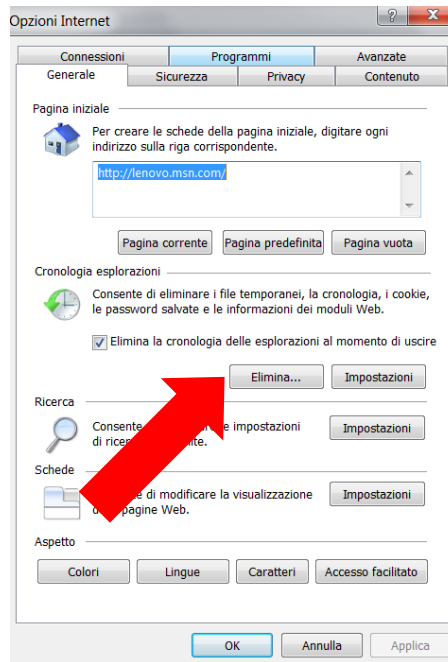 Opzioni Internet
Connessioni Programmi Avanzate
Generale Sicurezza Privacy Contenuto
Pagina iniziale
Per creare le schede della pagina iniziale, digitare ogni
indirizzo sulla riga corrispondente.
http://lenovo.msn.com/
Pagina corrente Pagina predefinita Pagina vuota
Cronologia esplorazioni
Consente di eliminare i file temporanei, la cronologia, i cookie,
le password salvate e le informazioni dei moduli Web.
Elimina la cronologia delle esplorazioni al momento di uscire
Elimina... Impostazioni
Ricerca
Consente impostazioni Impostazioni
di
Schede
di modificare la visualizzazione Impostazioni
pagine Web.
Aspetto
Colori Lingue Caratteri Accesso facilitato
OK Annulla Applica